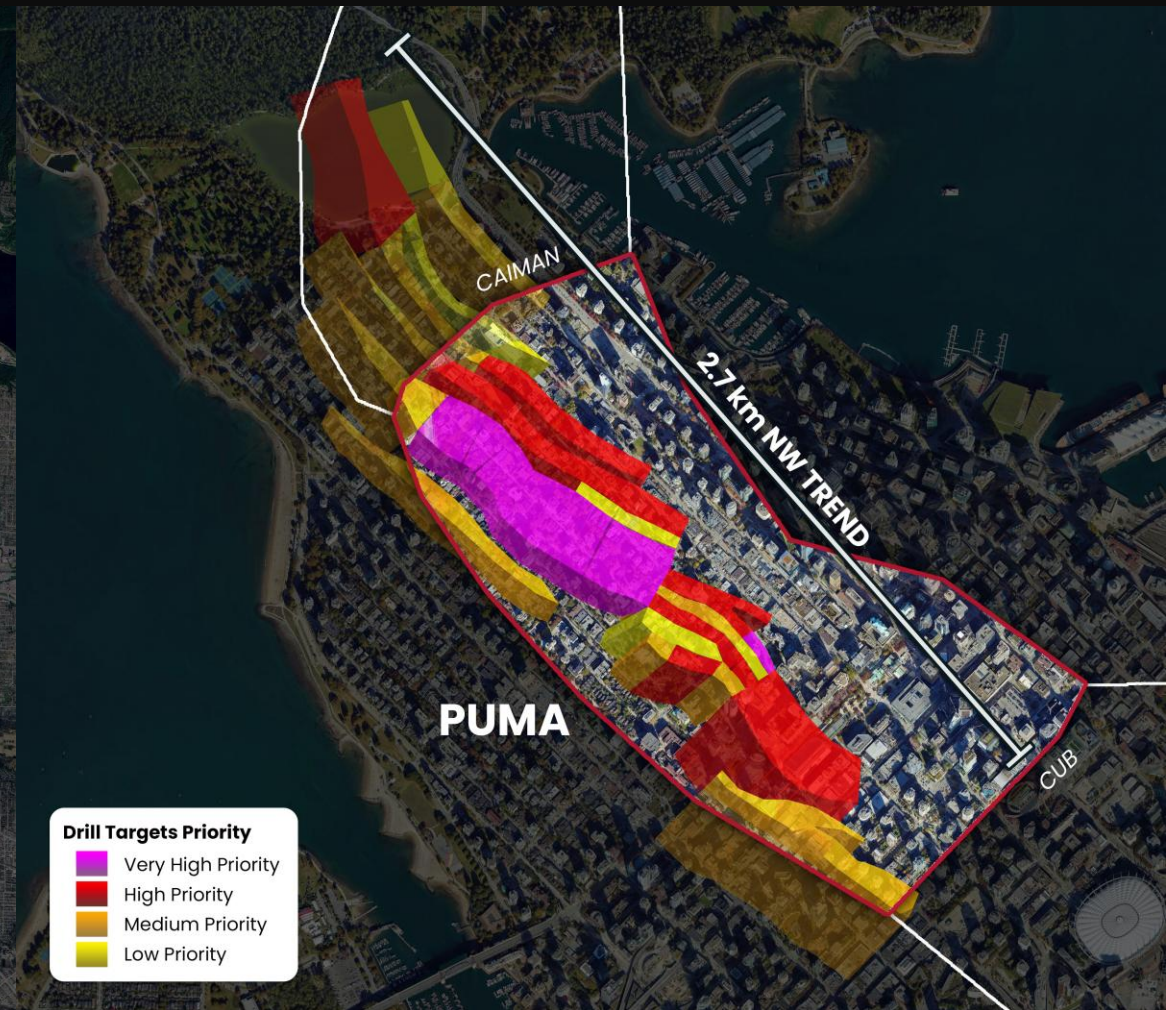 CAIMAN
2.7 km NW TREND
PUMA
CUB
Drill Targets Priority
Very High Priority
High Priority
Medium Priority
Low Priority